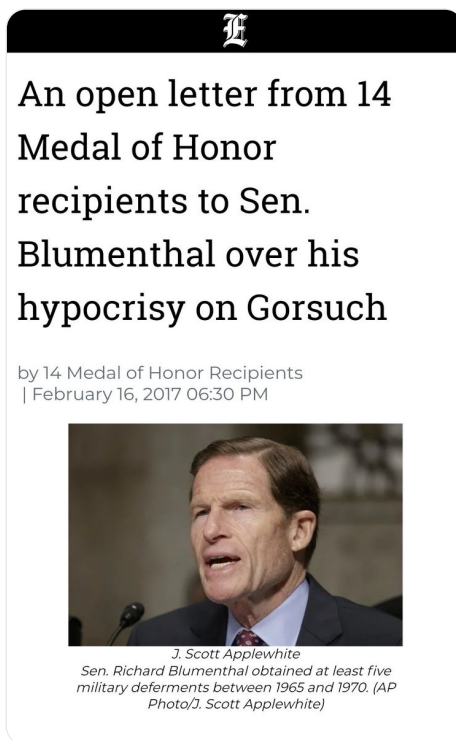 E
An open letter from 14
Medal of Honor
recipients to Sen.
Blumenthal over his
hypocrisy on Gorsuch
by 14 Medal of Honor Recipients
| February 16, 2017 06:30 PM
J. Scott Applewhite
Sen. Richard Blumenthal obtained at least five
military deferments between 1965 and 1970. (AP
Photo/J. Scott Applewhite)